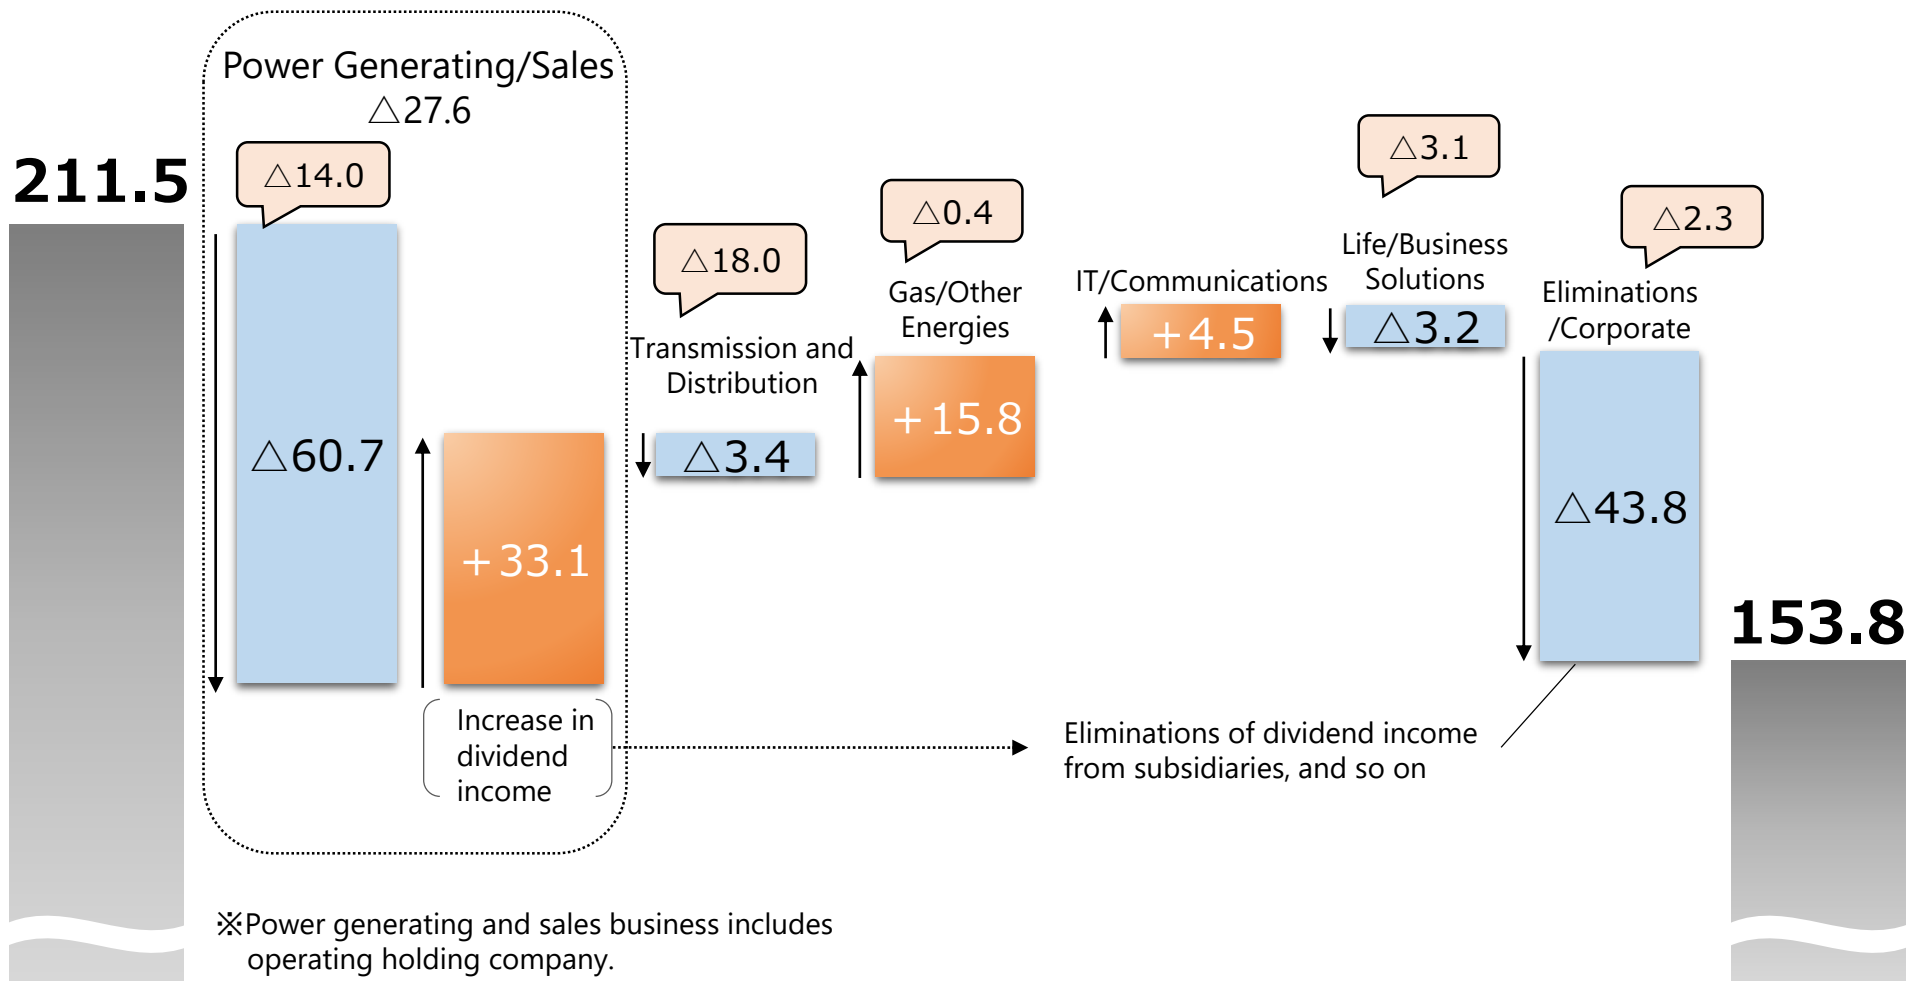 Power Generating/Sales
△27.6
211.5
△14.0
△60.7
+33.1
Increase in
dividend
income
△18.0
Transmission and
Distribution
△3.4
△0.4
Gas/Other
Energies
+15.8
IT/Communications
+4.5
△3.1
Life/Business
Solutions
△3.2
△2.3
Eliminations
/Corporate
△43.8
153.8
Eliminations of dividend income
from subsidiaries, and so on
※Power generating and sales business includes
operating holding company.